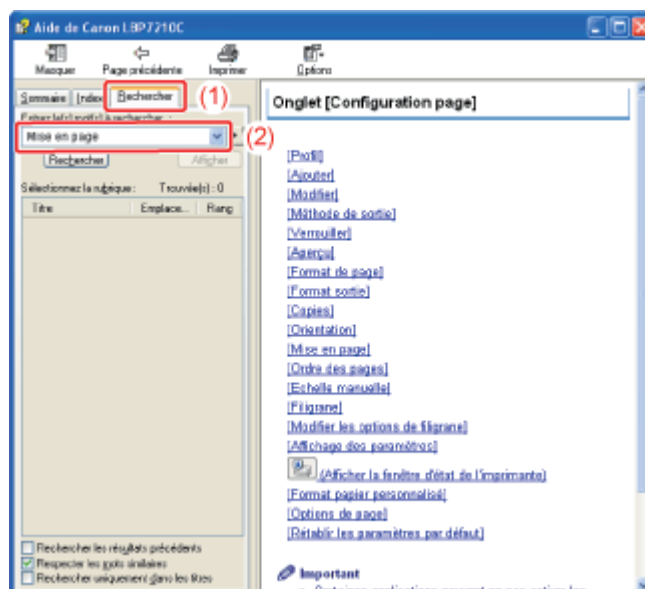 Aide de Canon LBP7210C
Masquer Page précédente Imprimer Options
Sommaire Index Rechercher (1)
Entrez le(s) mot(s) à rechercher :
Mise en page (2)
Rechercher Afficher
Sélectionnez la rubrique : Trouvée(s) : 0
Titre Emplace... Rang
Rechercher les résultats précédents
Respecter les mots similaires
Rechercher uniquement dans les titres
Onglet [Configuration page]
[Profil]
[Ajouter]
[Modifier]
[Méthode de sortie]
[Verrouiller]
[Aperçu]
[Format de page]
[Format sortie]
[Copies]
[Orientation]
[Mise en page]
[Ordre des pages]
[Echelle manuelle]
[Filigrane]
[Modifier les options de filigrane]
[Affichage des paramètres]
(Afficher la fenêtre d'état de l'imprimante)
[Format papier personnalisé]
[Options de page]
[Rétablir les paramètres par défaut]
Important